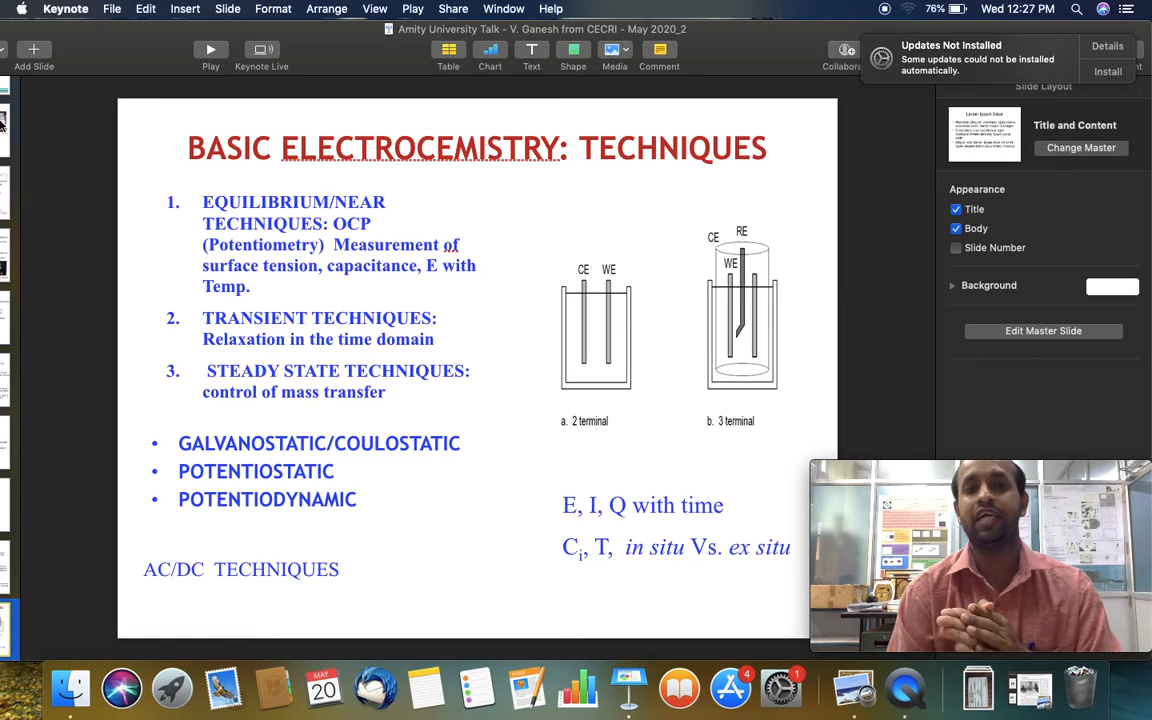 Keynote File Edit Insert Slide Format Arrange View Play Share Window Help 76% Wed 12:27 PM
Amity University Talk - V. Ganesh from CECRI - May 2020_2
Add Slide Play Keynote Live Table Chart Text Shape Media Comment Collabora
Updates Not Installed
Some updates could not be installed
automatically.
Details
Install
Slide Layout
Title and Content
Change Master
Appearance
Title
Body
Slide Number
Background
Edit Master Slide
BASIC ELECTROCEMISTRY: TECHNIQUES
1. EQUILIBRIUM/NEAR
TECHNIQUES: OCP
(Potentiometry) Measurement of
surface tension, capacitance, E with
Temp.
2. TRANSIENT TECHNIQUES:
Relaxation in the time domain
3. STEADY STATE TECHNIQUES:
control of mass transfer
• GALVANOSTATIC/COULOSTATIC
• POTENTIOSTATIC
• POTENTIODYNAMIC
AC/DC TECHNIQUES
CE WE
a. 2 terminal
CE RE
WE
b. 3 terminal
E, I, Q with time
Ci, T, in situ Vs. ex situ
MAY
20
4
1